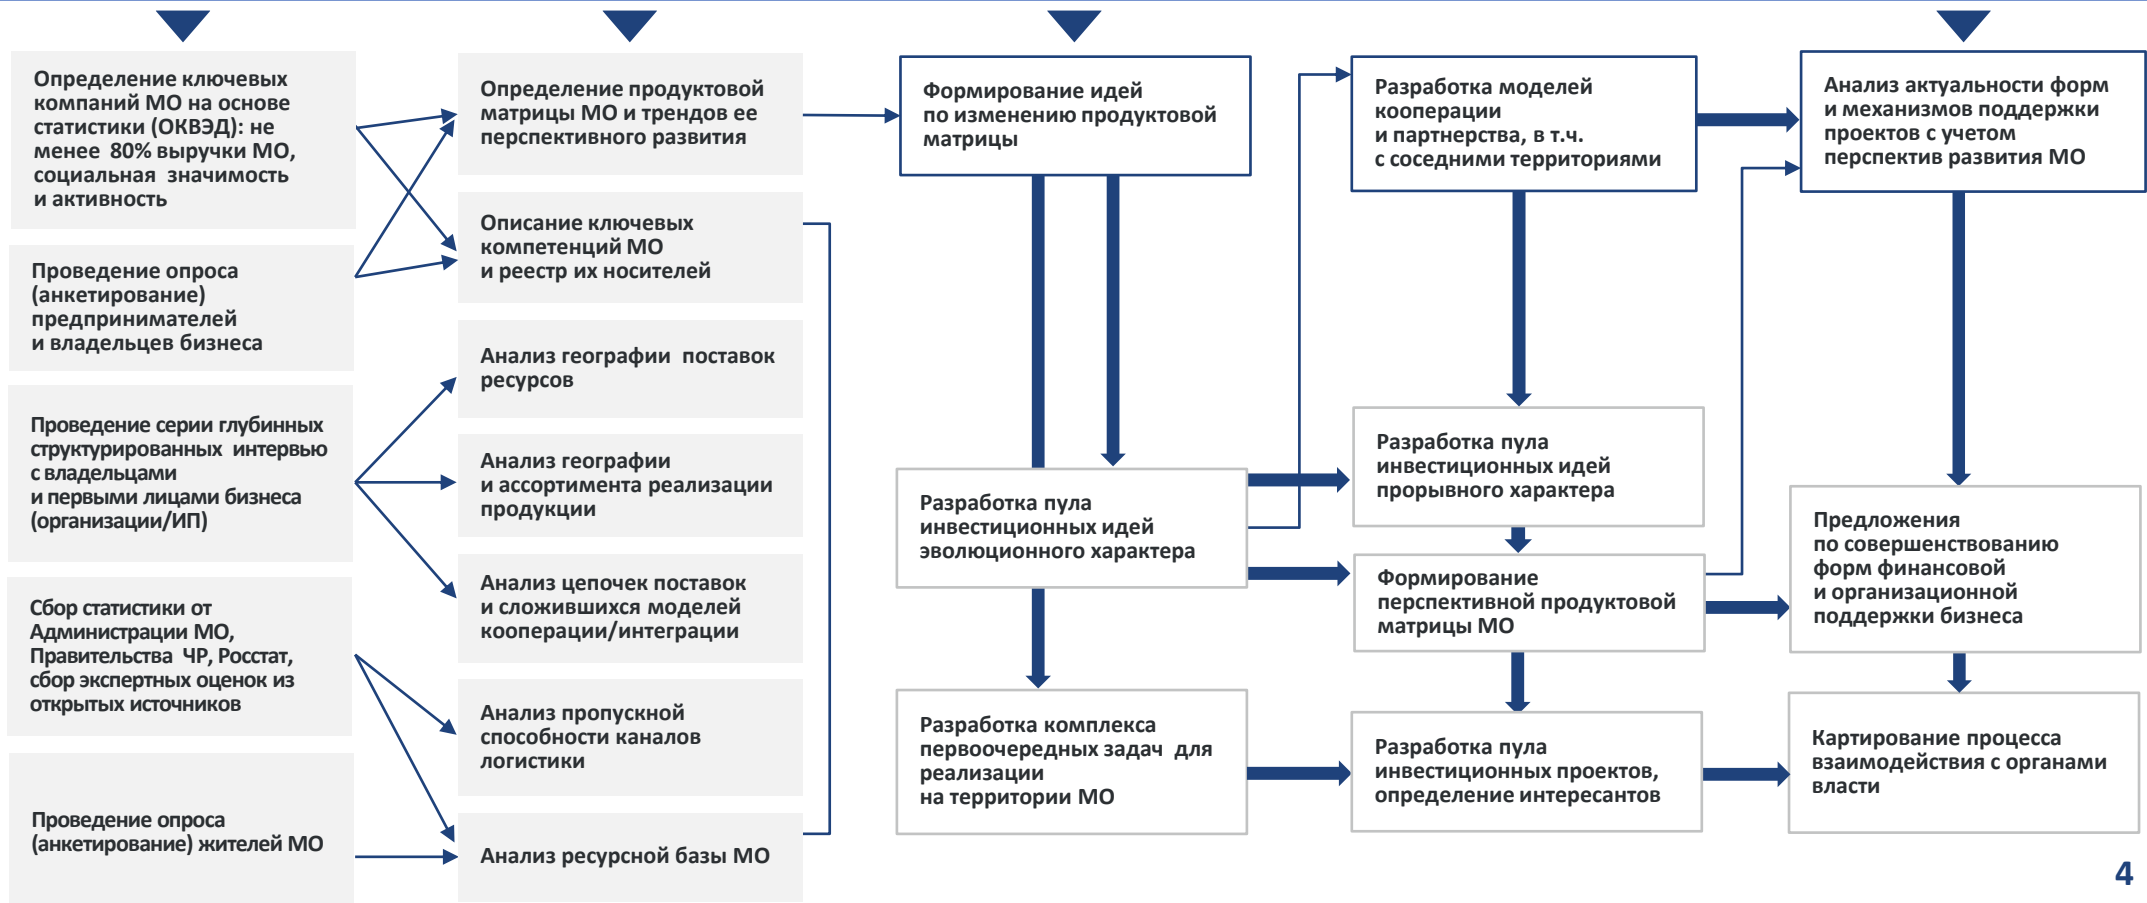 Определение ключевых
компаний МО на основе
статистики (ОКВЭД): не
менее 80% выручки МО,
социальная значимость
и активность
Проведение опроса
(анкетирование)
предпринимателей
и владельцев бизнеса
Проведение серии глубинных
структурированных интервью
с владельцами
и первыми лицами бизнеса
(организации/ИП)
Сбор статистики от
Администрации МО,
Правительства ЧР, Росстат,
сбор экспертных оценок из
открытых источников
Проведение опроса
(анкетирование) жителей МО
Определение продуктовой
матрицы МО и трендов ее
перспективного развития
Описание ключевых
компетенций МО
и реестр их носителей
Анализ географии поставок
ресурсов
Анализ географии
и ассортимента реализации
продукции
Анализ цепочек поставок
и сложившихся моделей
кооперации/интеграции
Анализ пропускной
способности каналов
логистики
Анализ ресурсной базы МО
Формирование идей
по изменению продуктовой
матрицы
Разработка пула
инвестиционных идей
эволюционного характера
Разработка комплекса
первоочередных задач для
реализации
на территории МО
Разработка моделей
кооперации
и партнерства, в т.ч.
с соседними территориями
Разработка пула
инвестиционных идей
прорывного характера
Формирование
перспективной продуктовой
матрицы МО
Разработка пула
инвестиционных проектов,
определение интересантов
Анализ актуальности форм
и механизмов поддержки
проектов с учетом
перспектив развития МО
Предложения
по совершенствованию
форм финансовой
и организационной
поддержки бизнеса
Картирование процесса
взаимодействия с органами
власти
4